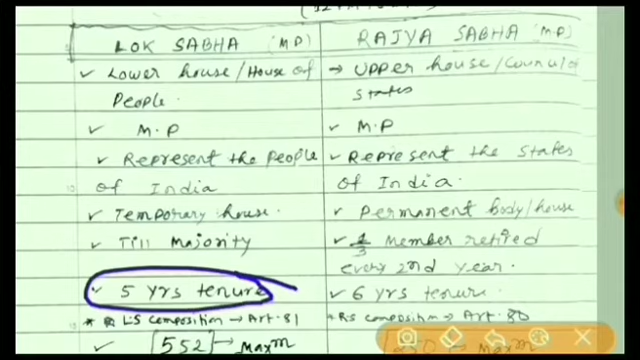 LOK SABHA (MP)
RAJYA SABHA (M.P)
✓ Lower house/House of
People.
→ UPPER house/Council of
States
✓ M.P
✓ M.P
✓ Represent the People
of India
✓ Represent the States
of India.
✓ Temporary house.
✓ Permanent body/house
✓ Till Majority
✓ 1/3 Member retired
every 2nd year.
✓ 5 yrs tenure
✓ 6 yrs tenure
* LS composition → Art. 81
RS composition → Art. 80
✓ [552] → Maxm
→ Maxm